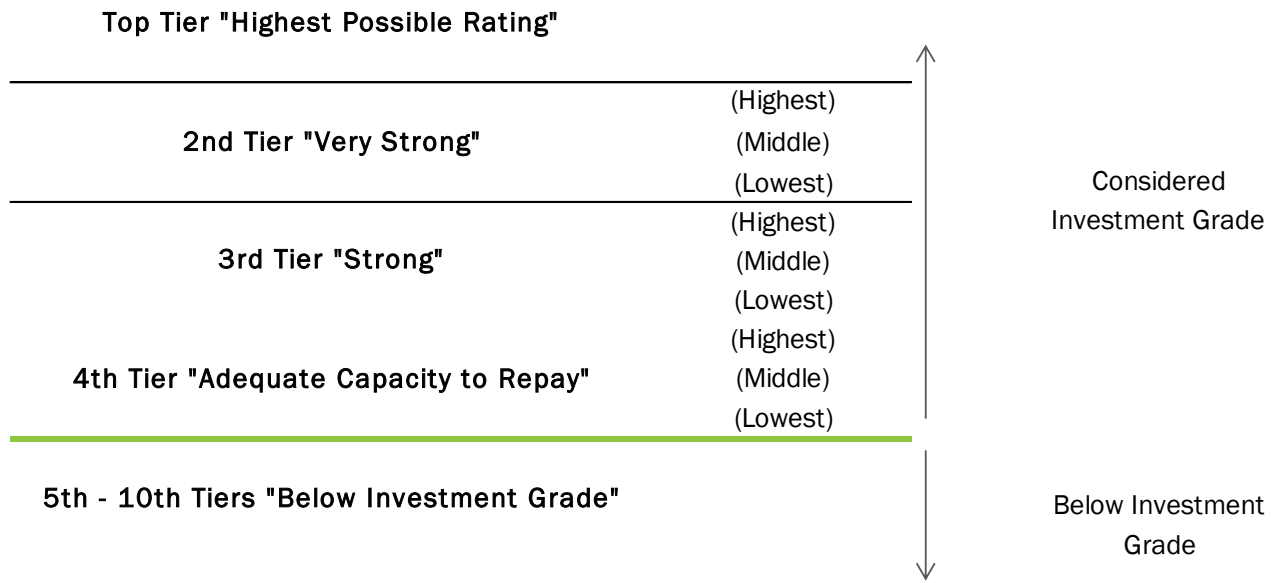 Top Tier "Highest Possible Rating"
(Highest)
2nd Tier "Very Strong"
(Middle)
(Lowest)
Considered
Investment Grade
(Highest)
3rd Tier "Strong"
(Middle)
(Lowest)
(Highest)
4th Tier "Adequate Capacity to Repay"
(Middle)
(Lowest)
5th - 10th Tiers "Below Investment Grade"
Below Investment
Grade